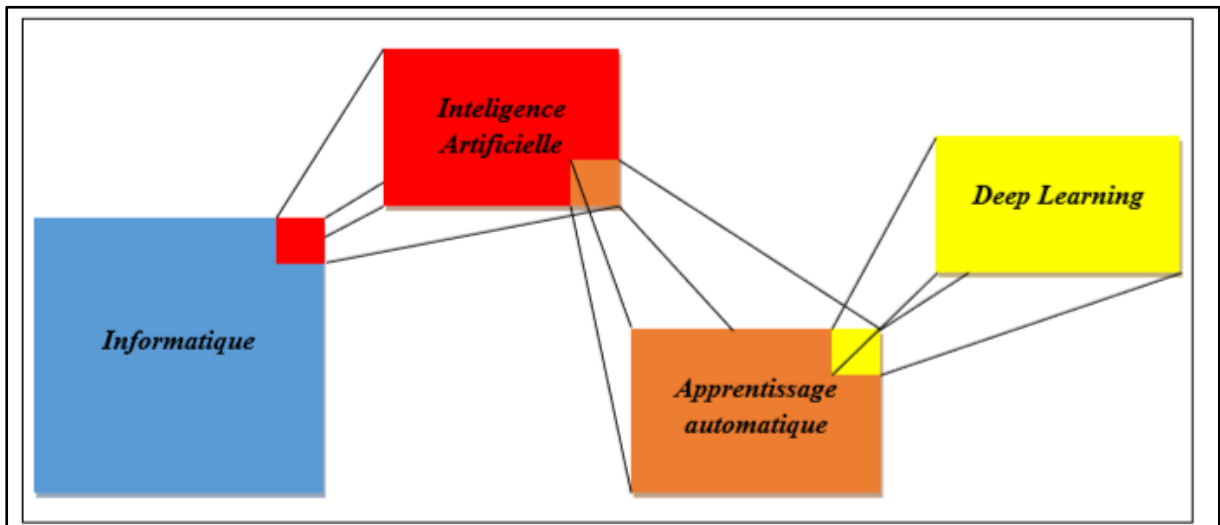 Inteligence
Artificielle
Deep Learning
Informatique
Apprentissage
automatique